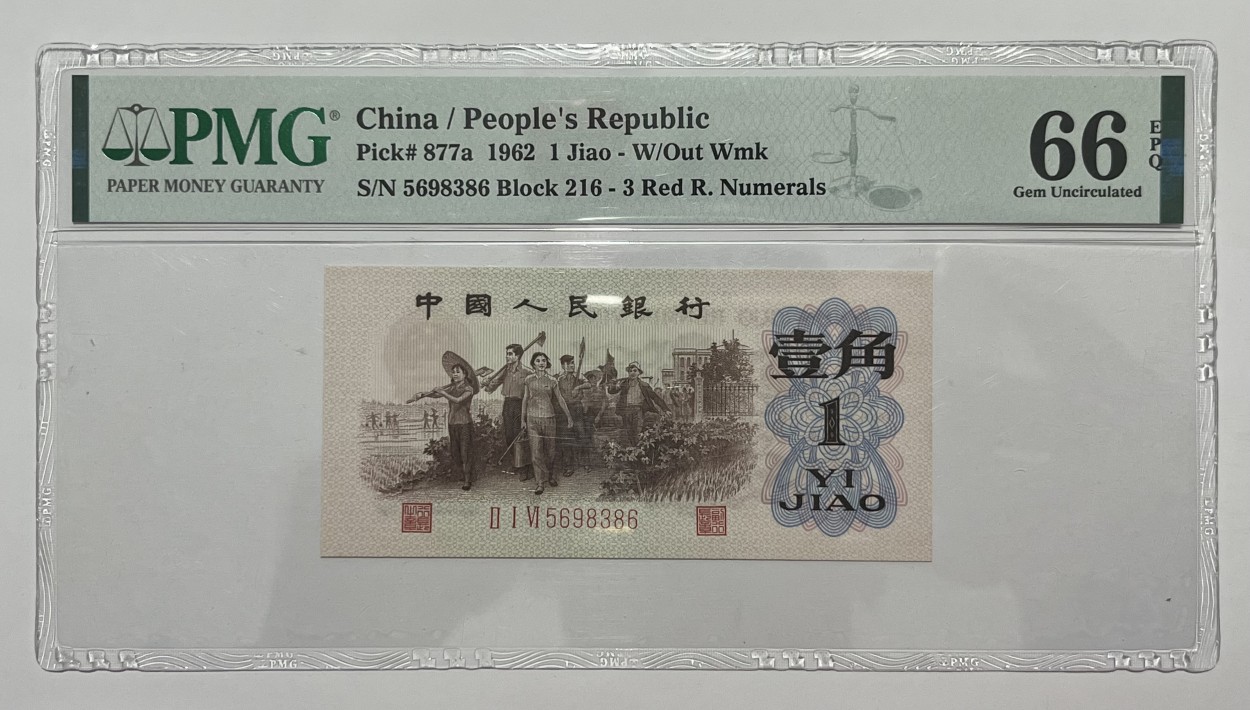 PMG®
PAPER MONEY GUARANTY
China / People's Republic
Pick# 877a 1962 1 Jiao - W/Out Wmk
S/N 5698386 Block 216 - 3 Red R. Numerals
66
EPQ
Gem Uncirculated
中國人民銀行
壹角
1
YI
JIAO
II I VI 5698386